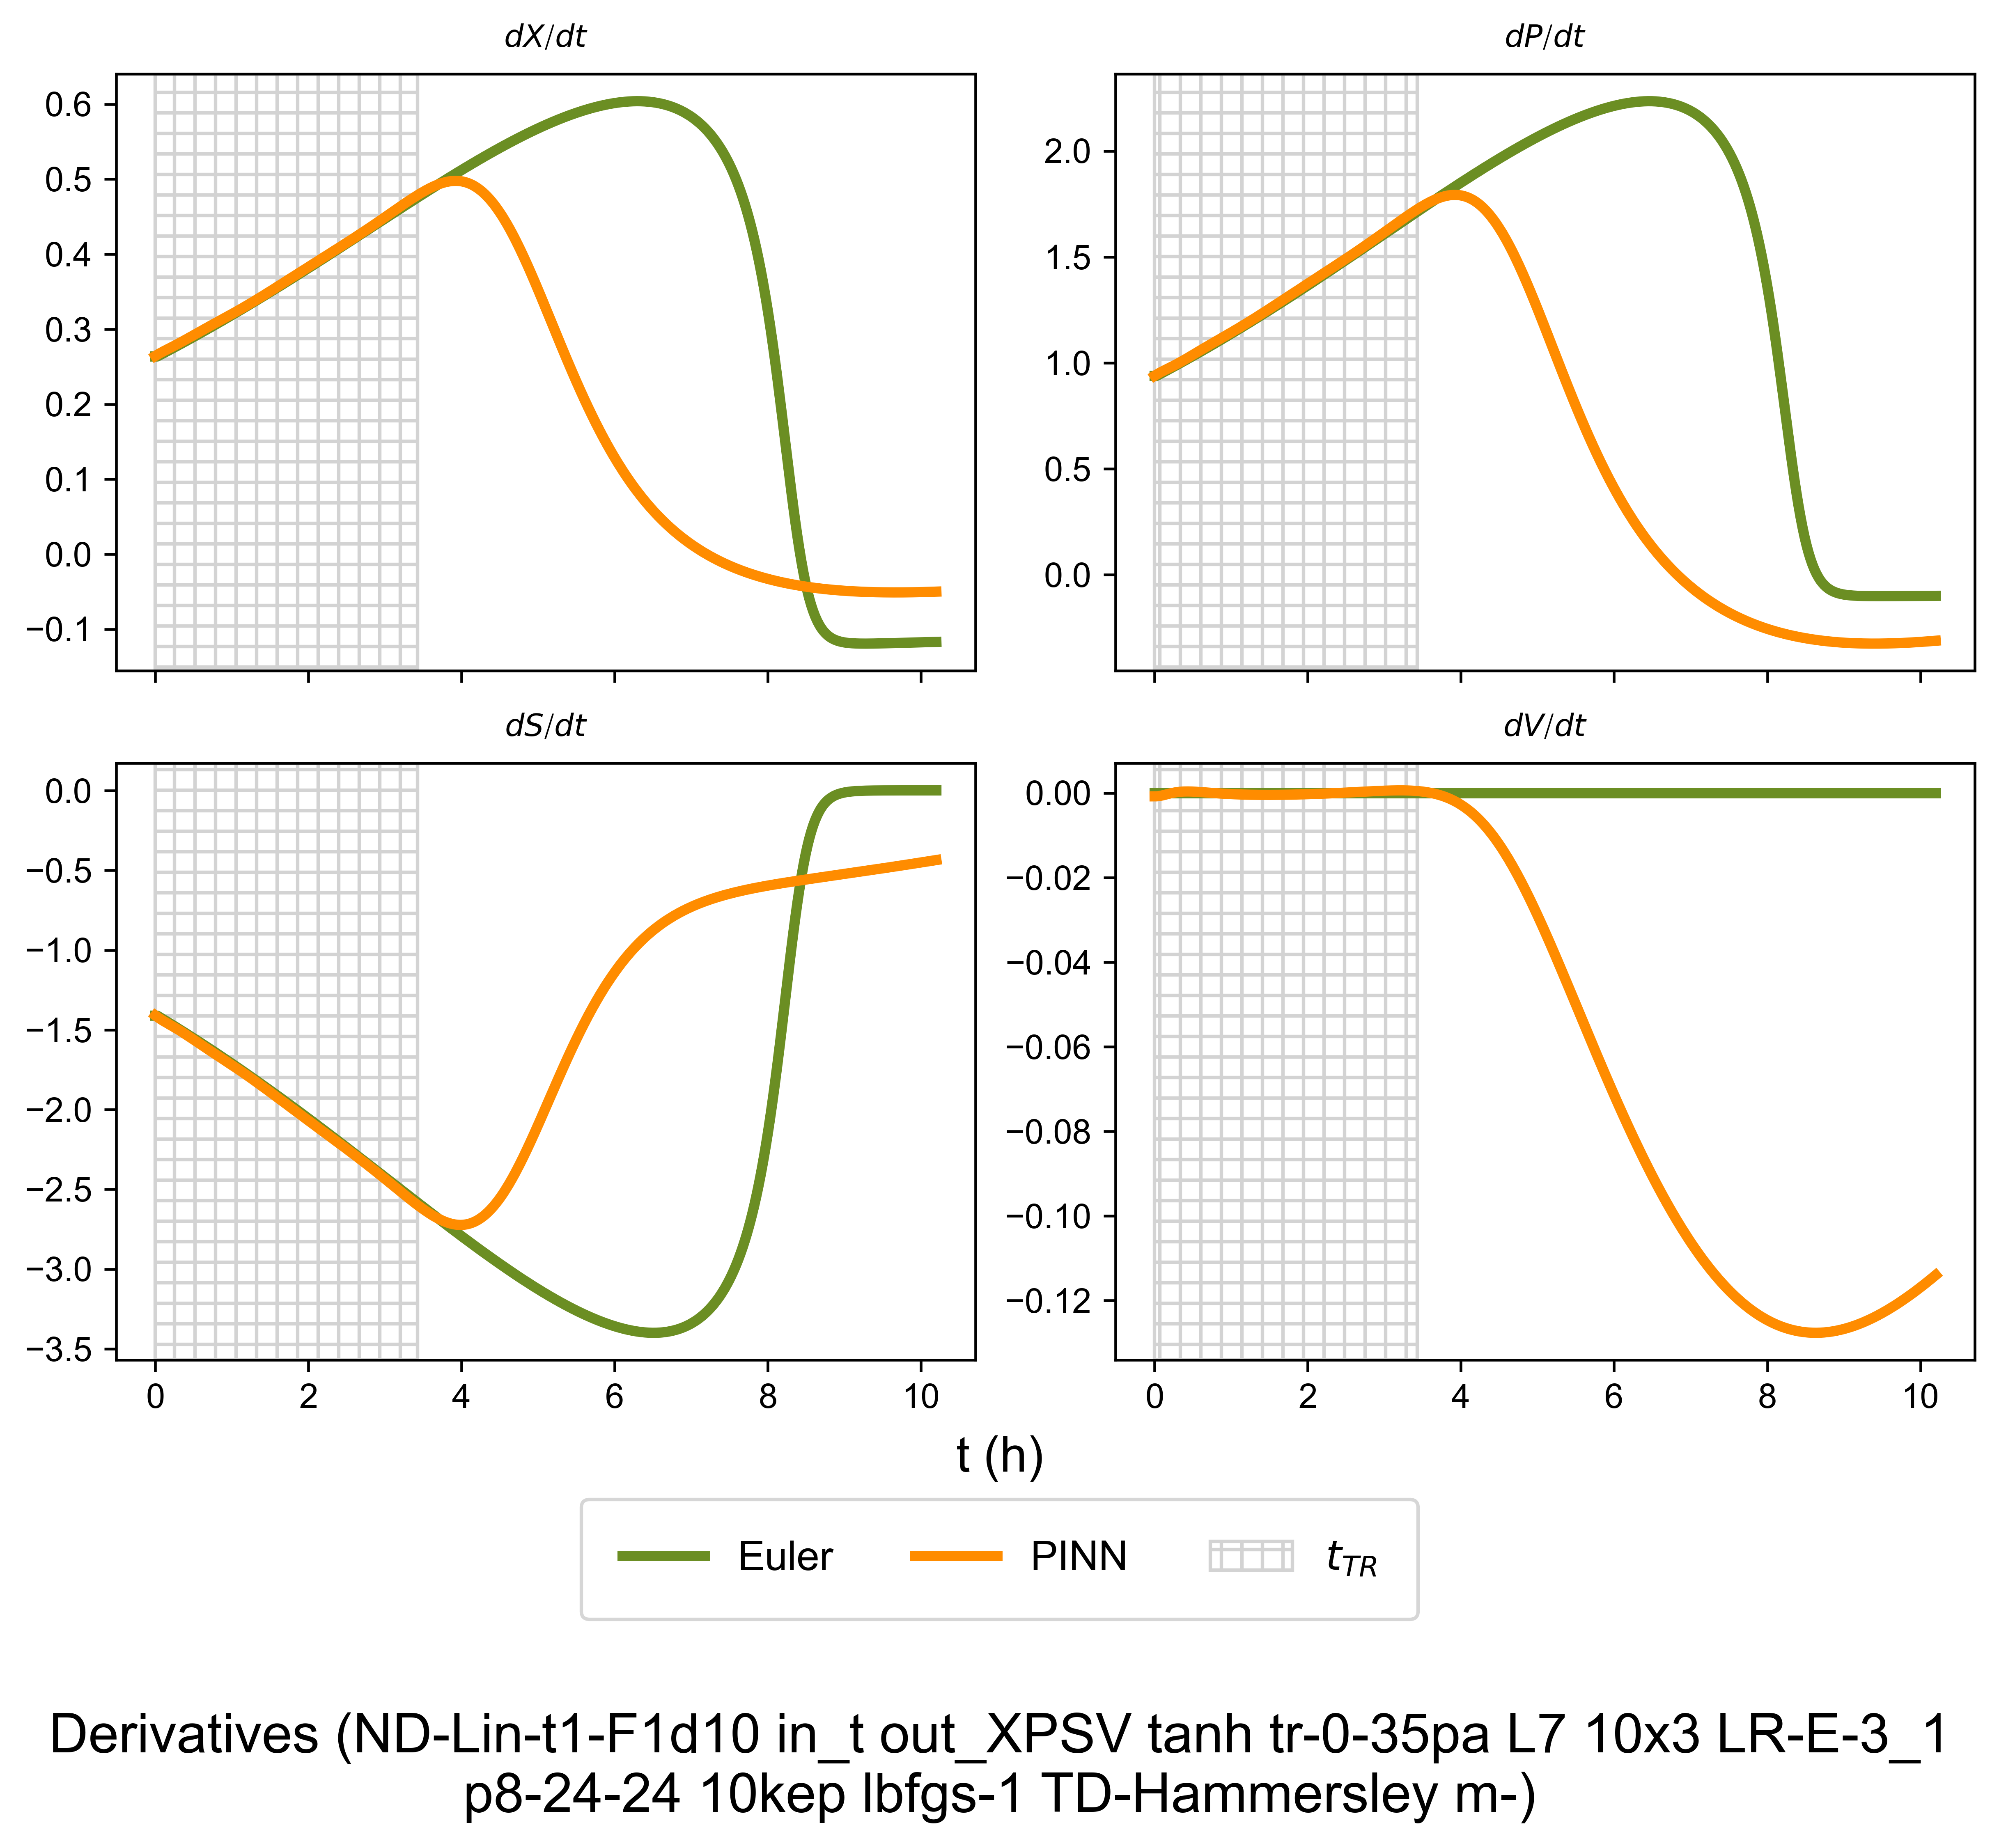 dX/dt
dP/dt
0.6
0.5
0.4
0.3
0.2
0.1
0.0
−0.1
2.0
1.5
1.0
0.5
0.0
dS/dt
dV/dt
0.0
−0.5
−1.0
−1.5
−2.0
−2.5
−3.0
−3.5
0 2 4 6 8 10
0.00
−0.02
−0.04
−0.06
−0.08
−0.10
−0.12
0 2 4 6 8 10
t (h)
Euler PINN t_TR
Derivatives (ND-Lin-t1-F1d10 in_t out_XPSV tanh tr-0-35pa L7 10x3 LR-E-3_1
p8-24-24 10kep lbfgs-1 TD-Hammersley m-)